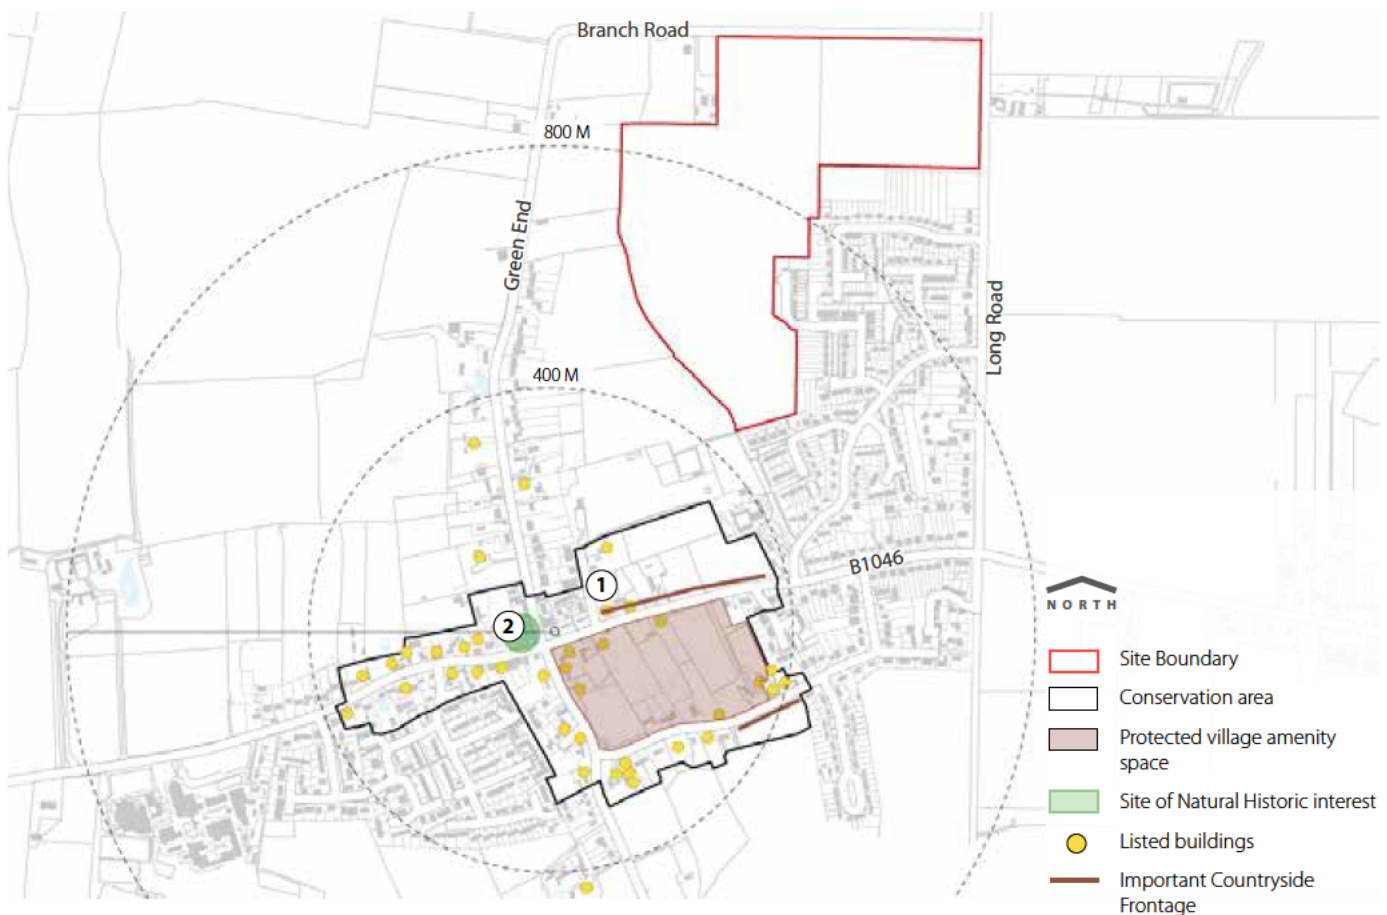 Branch Road
800 M
Green End
Long Road
400 M
B1046
1
2
NORTH
Site Boundary
Conservation area
Protected village amenity
space
Site of Natural Historic interest
Listed buildings
Important Countryside
Frontage